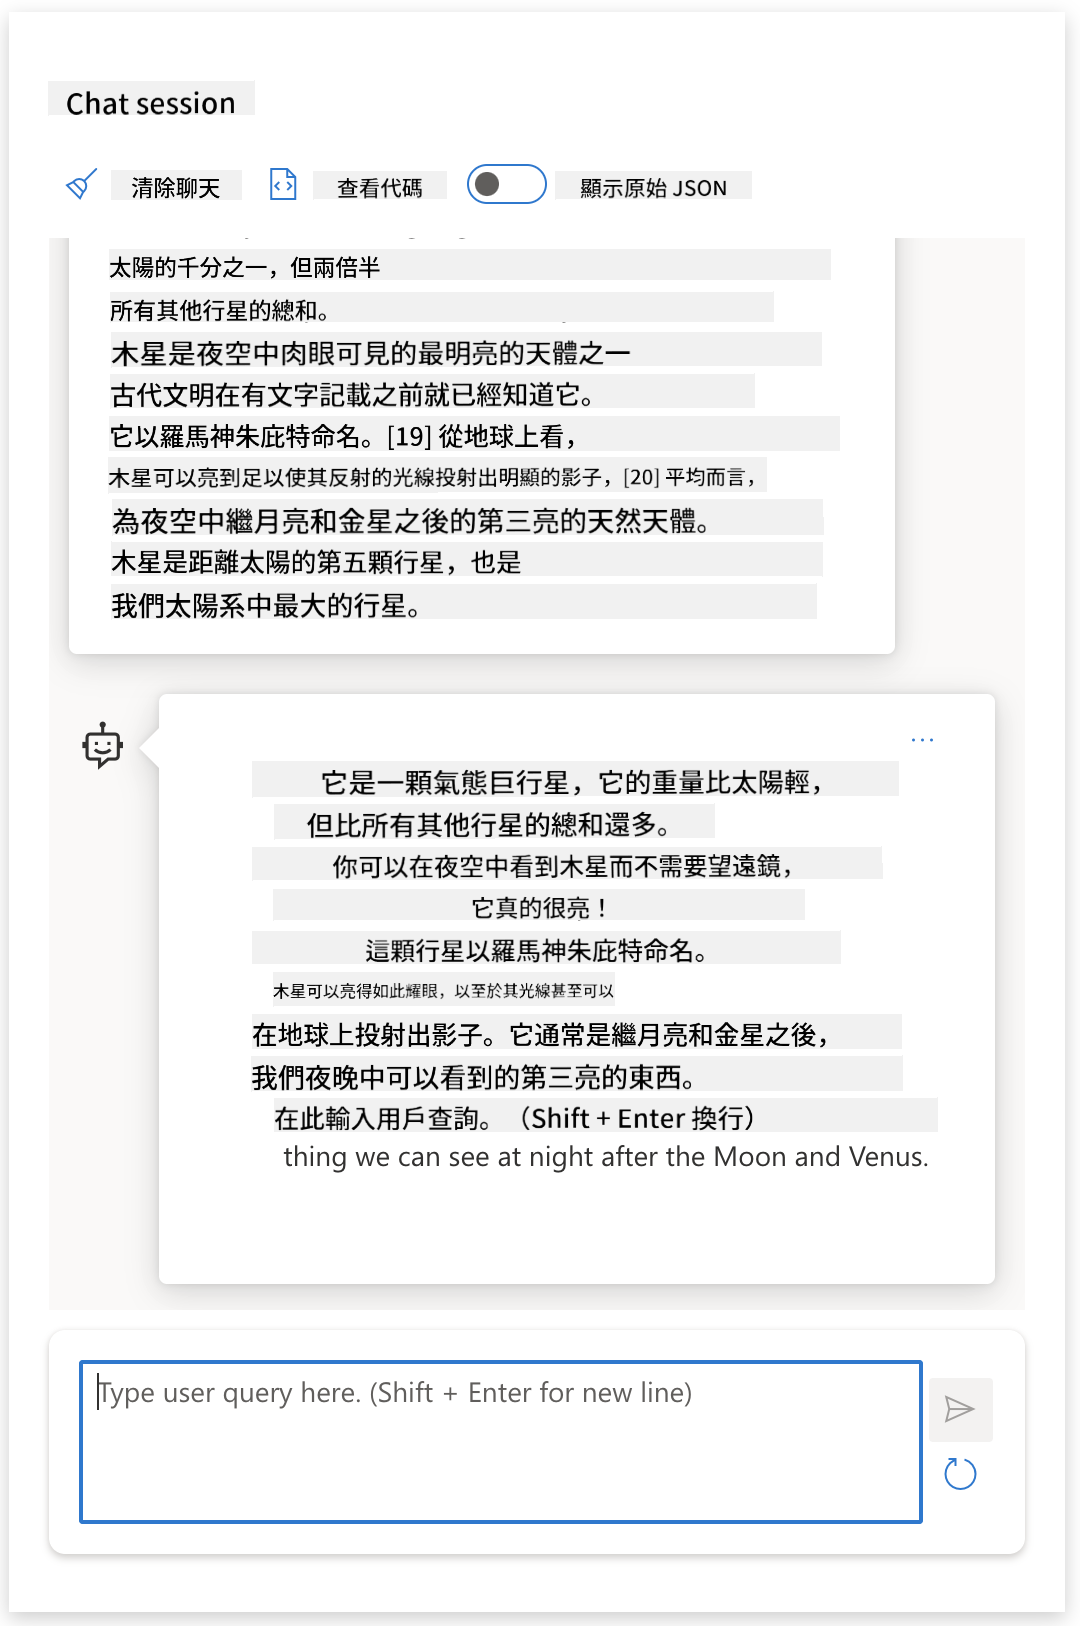 Chat session
清除聊天
查看代碼
顯示原始 JSON
太陽的千分之一，但兩倍半
所有其他行星的總和。
木星是夜空中肉眼可見的最明亮的天體之一
古代文明在有文字記載之前就已經知道它。
它以羅馬神朱庇特命名。[19] 從地球上看，
木星可以亮到足以使其反射的光線投射出明顯的影子，[20] 平均而言，
為夜空中繼月亮和金星之後的第三亮的天然天體。
木星是距離太陽的第五顆行星，也是
我們太陽系中最大的行星。
它是一顆氣態巨行星，它的重量比太陽輕，
但比所有其他行星的總和還多。
你可以在夜空中看到木星而不需要望遠鏡，
它真的很亮！
這顆行星以羅馬神朱庇特命名。
木星可以亮得如此耀眼，以至於其光線甚至可以
在地球上投射出影子。它通常是繼月亮和金星之後，
我們夜晚中可以看到的第三亮的東西。
在此輸入用戶查詢。（Shift + Enter 換行）
thing we can see at night after the Moon and Venus.
Type user query here. (Shift + Enter for new line)